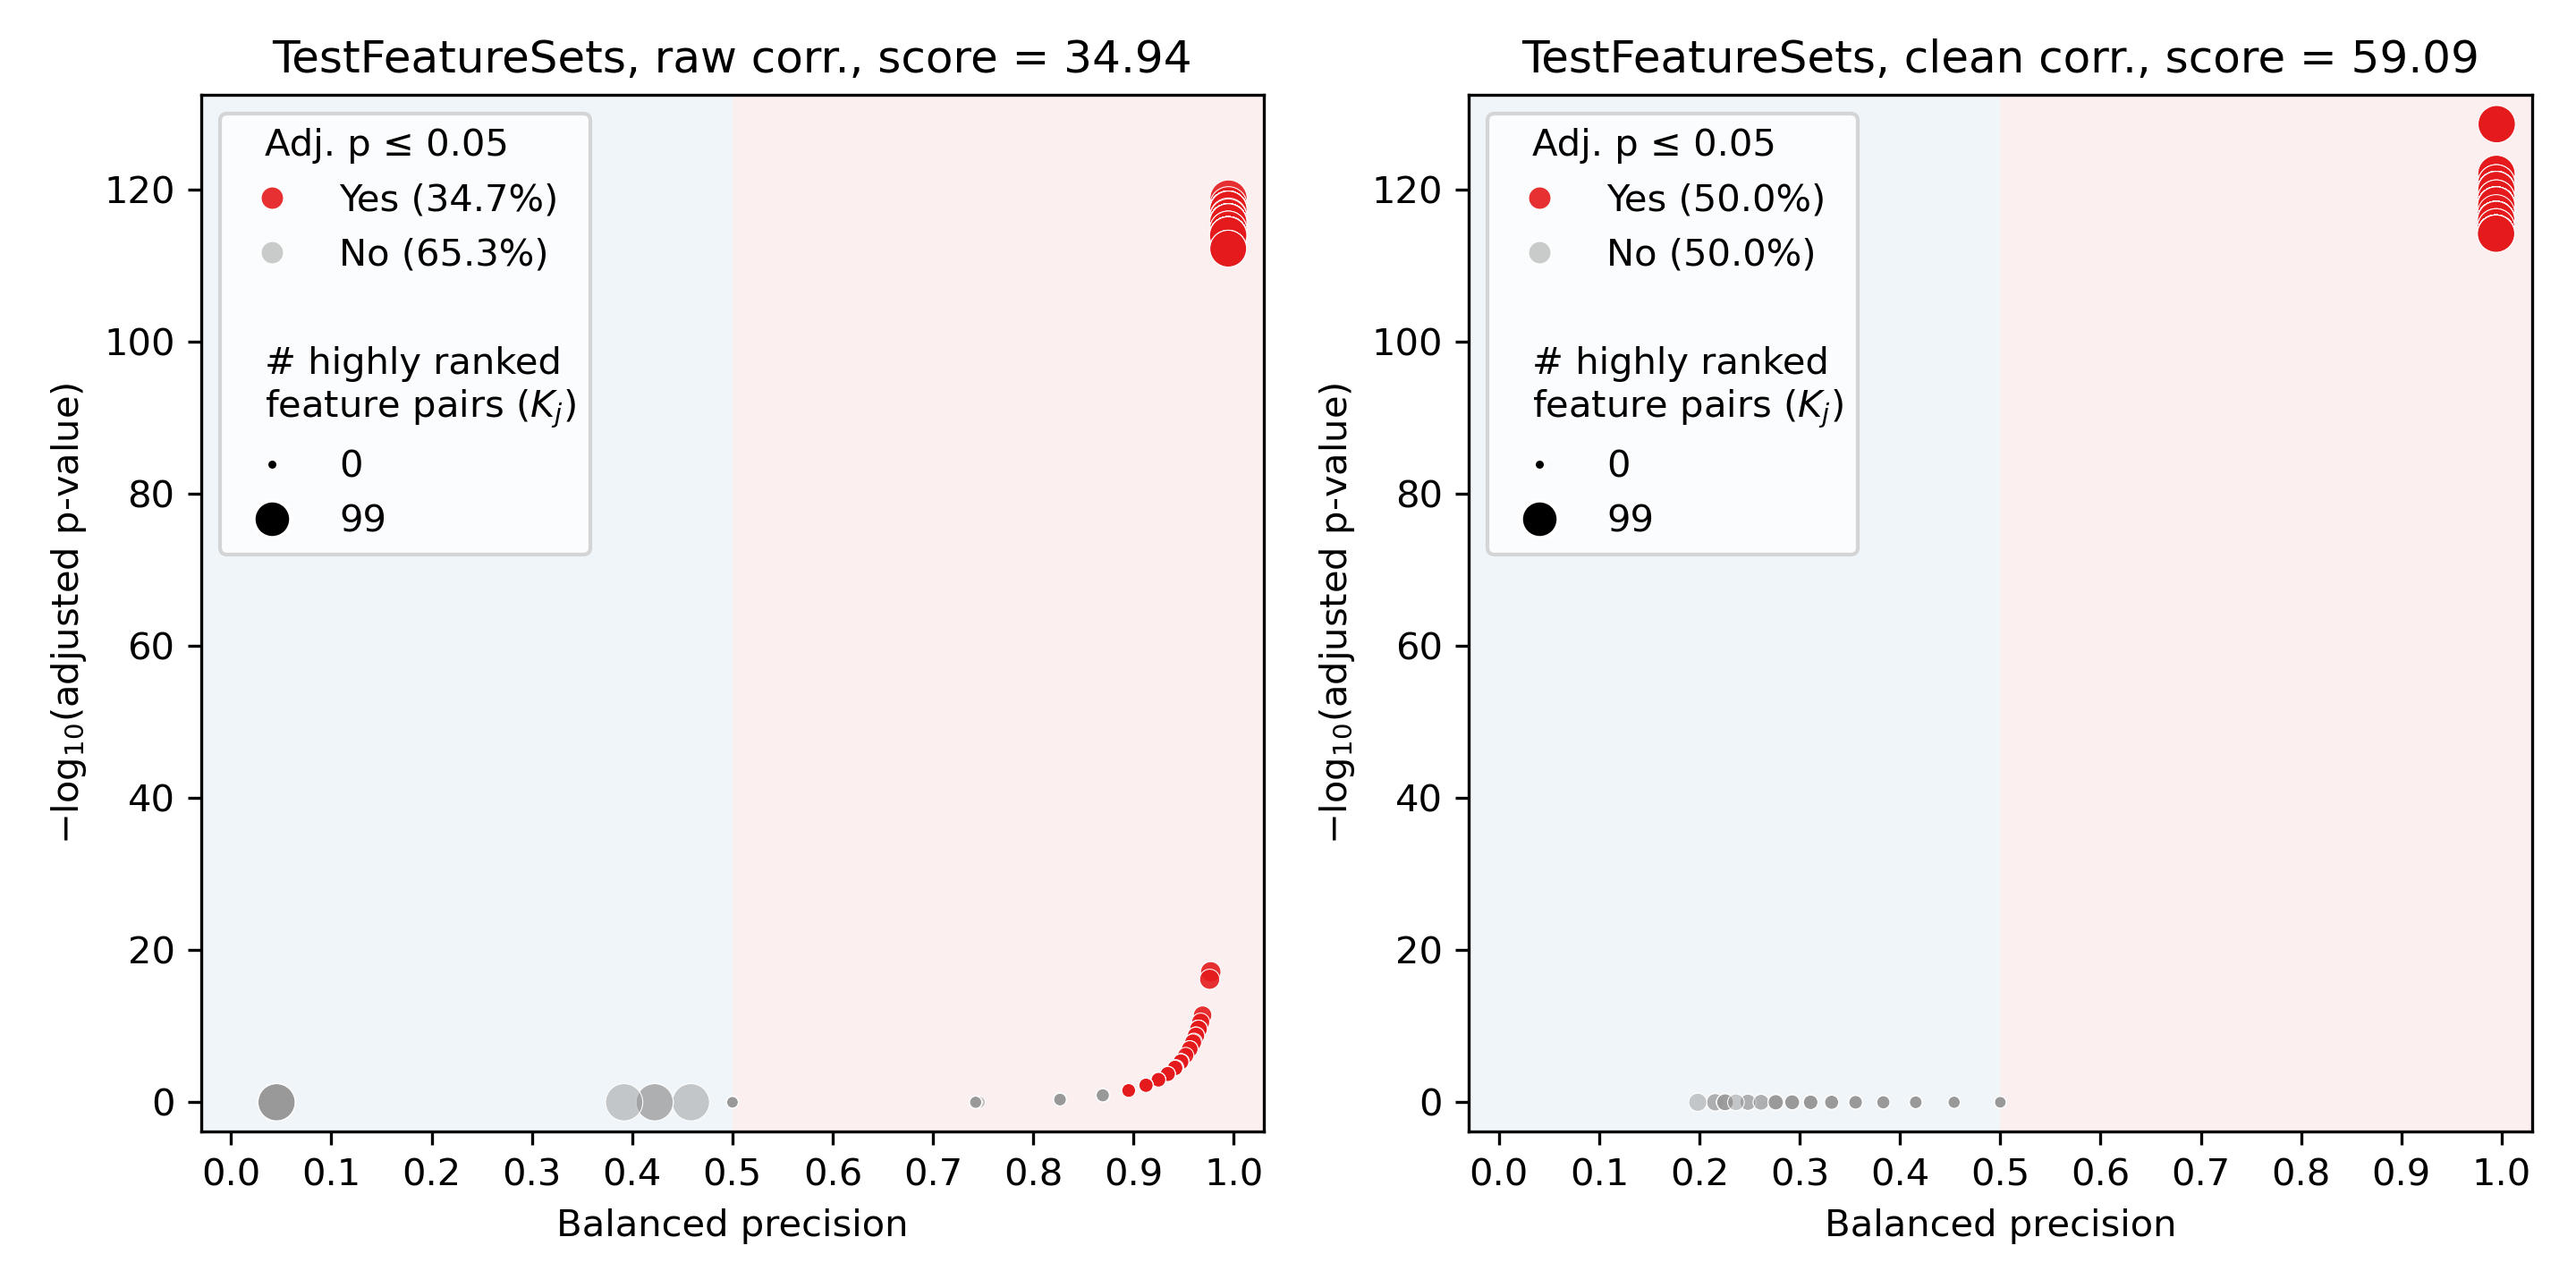 TestFeatureSets, raw corr., score = 34.94
−log10(adjusted p-value)
120
100
80
60
40
20
0
Adj. p ≤ 0.05
Yes (34.7%)
No (65.3%)
# highly ranked
feature pairs (Kj)
0
99
0.0 0.1 0.2 0.3 0.4 0.5 0.6 0.7 0.8 0.9 1.0
Balanced precision
TestFeatureSets, clean corr., score = 59.09
−log10(adjusted p-value)
120
100
80
60
40
20
0
Adj. p ≤ 0.05
Yes (50.0%)
No (50.0%)
# highly ranked
feature pairs (Kj)
0
99
0.0 0.1 0.2 0.3 0.4 0.5 0.6 0.7 0.8 0.9 1.0
Balanced precision